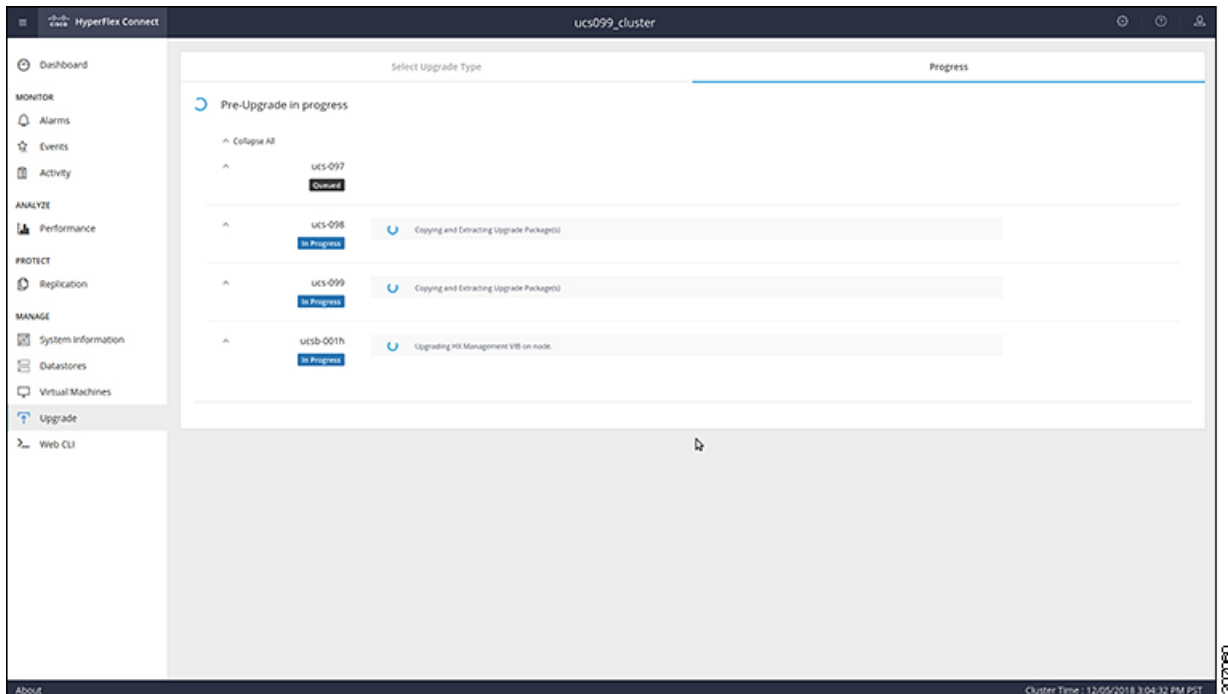 cisco HyperFlex Connect
ucs099_cluster
Dashboard
MONITOR
Alarms
Events
Activity
ANALYZE
Performance
PROTECT
Replication
MANAGE
System Information
Datastores
Virtual Machines
Upgrade
Web CLI
Select Upgrade Type
Progress
Pre-Upgrade in progress
Collapse All
ucs-097
Queued
ucs-098
In Progress
Copying and Extracting Upgrade Package(s)
ucs-099
In Progress
Copying and Extracting Upgrade Package(s)
ucsb-001h
In Progress
Upgrading HX Management VIB on node.
About
Cluster Time : 12/05/2018 3:04:32 PM PST